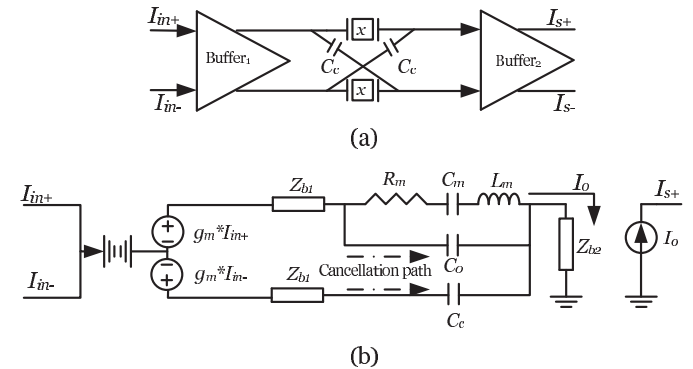 Iin+
x
Is+
Buffer1
Cc
Cc
Buffer2
Iin-
x
Is-
(a)
Iin+
Zb1
Rm
Cm
Lm
Io
Is+
gm*Iin+
Io
Zb2
gm*Iin-
Iin-
Zb1
Cancellation path
Co
Cc
(b)